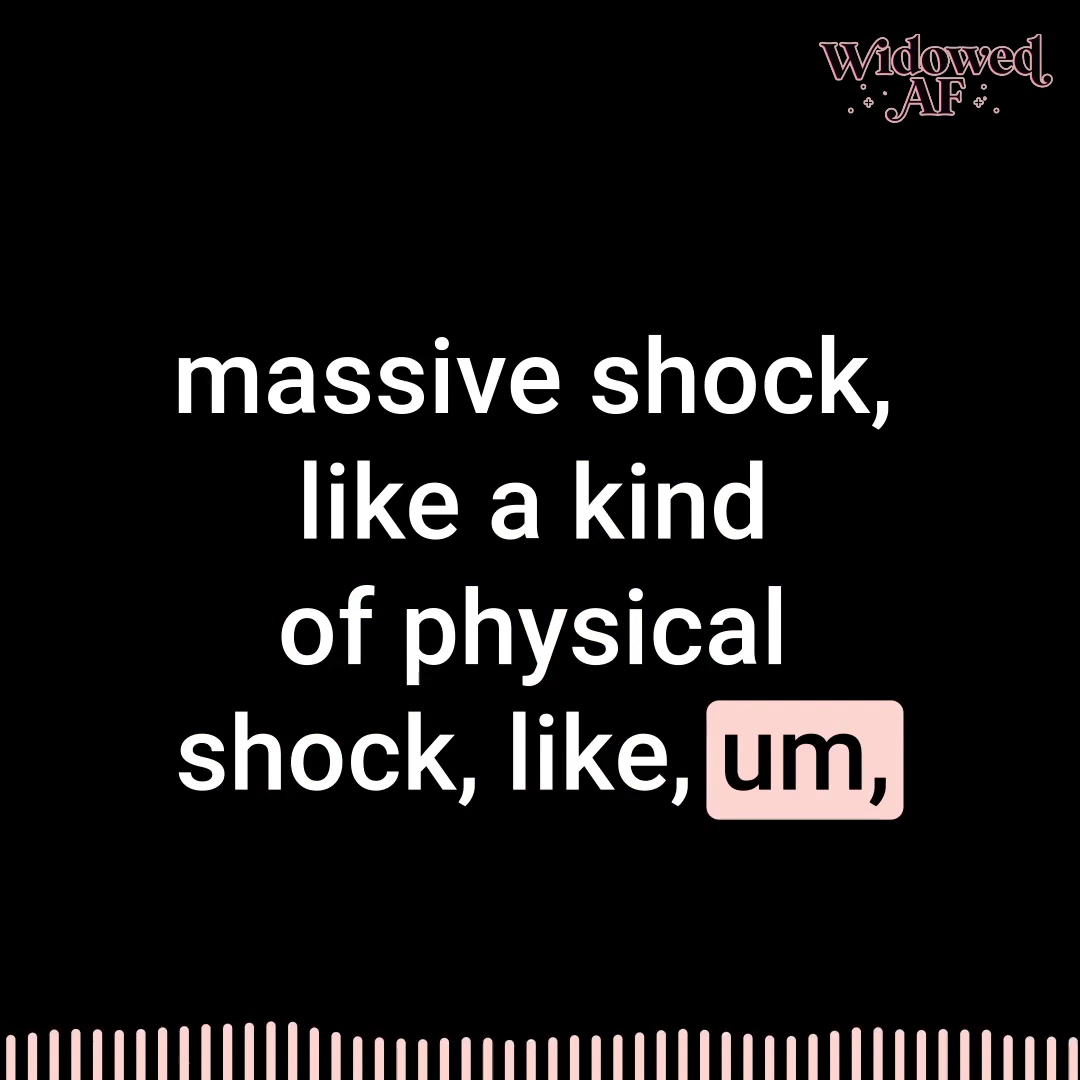 Widowed
AF
massive shock,
like a kind
of physical
shock, like, um,